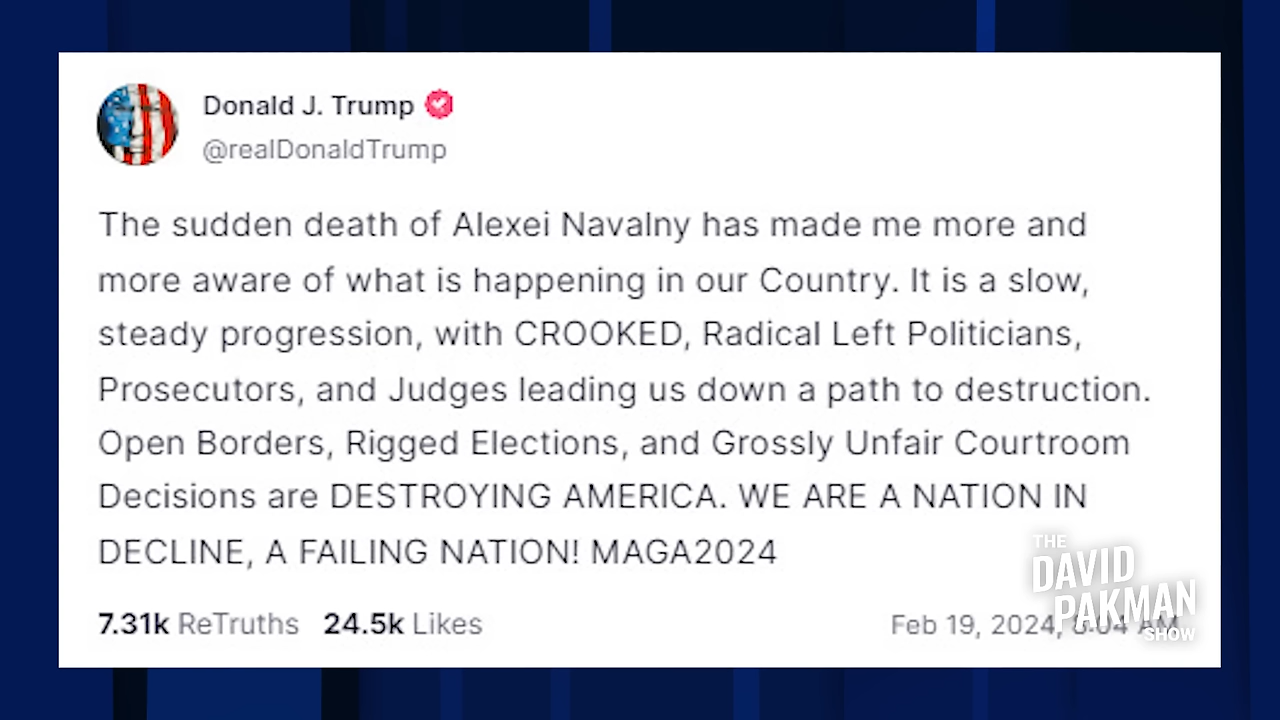 Donald J. Trump
@realDonaldTrump
The sudden death of Alexei Navalny has made me more and
more aware of what is happening in our Country. It is a slow,
steady progression, with CROOKED, Radical Left Politicians,
Prosecutors, and Judges leading us down a path to destruction.
Open Borders, Rigged Elections, and Grossly Unfair Courtroom
Decisions are DESTROYING AMERICA. WE ARE A NATION IN
DECLINE, A FAILING NATION! MAGA2024
7.31k ReTruths 24.5k Likes
Feb 19, 2024, AM
THE
DAVID
PAKMAN
SHOW